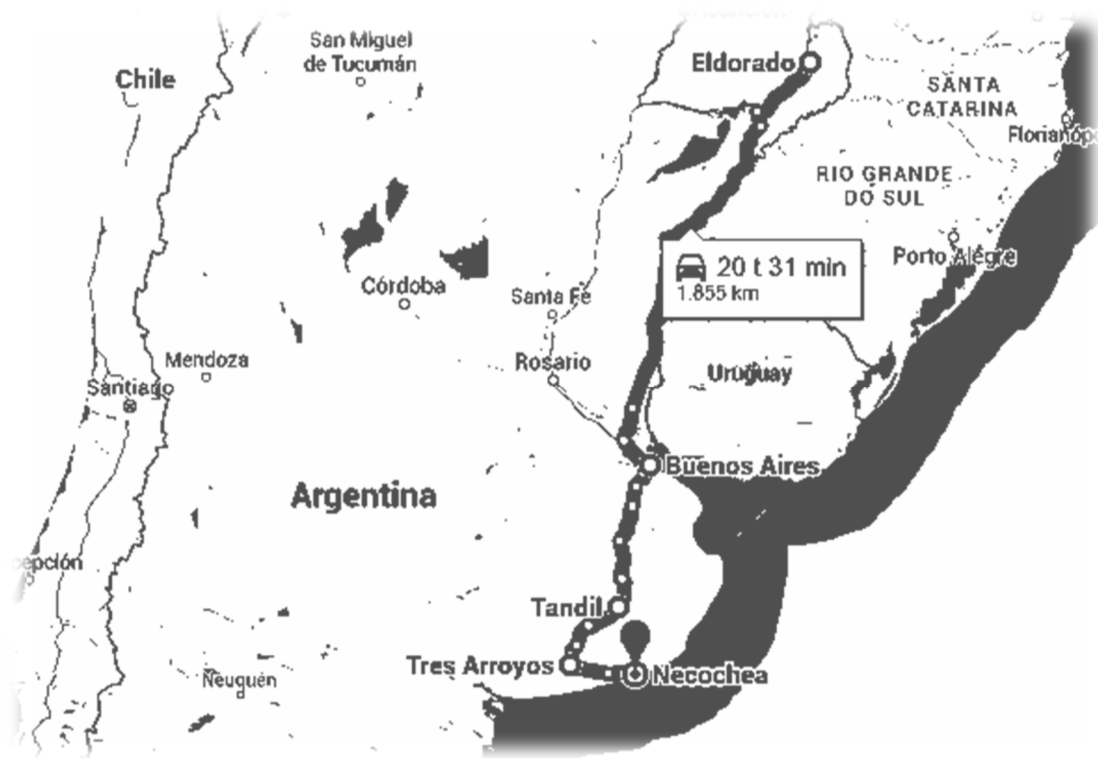 San Miguel
de Tucumán
Chile
Eldorado
SANTA
CATARINA
RIO GRANDE
DO SUL
Porto Alegre
20 t 31 min
1.855 km
Córdoba
Santa Fe
Mendoza
Rosario
Santiago
Uruguay
Buenos Aires
Argentina
Tandil
Tres Arroyos
Necochea
Neuquén